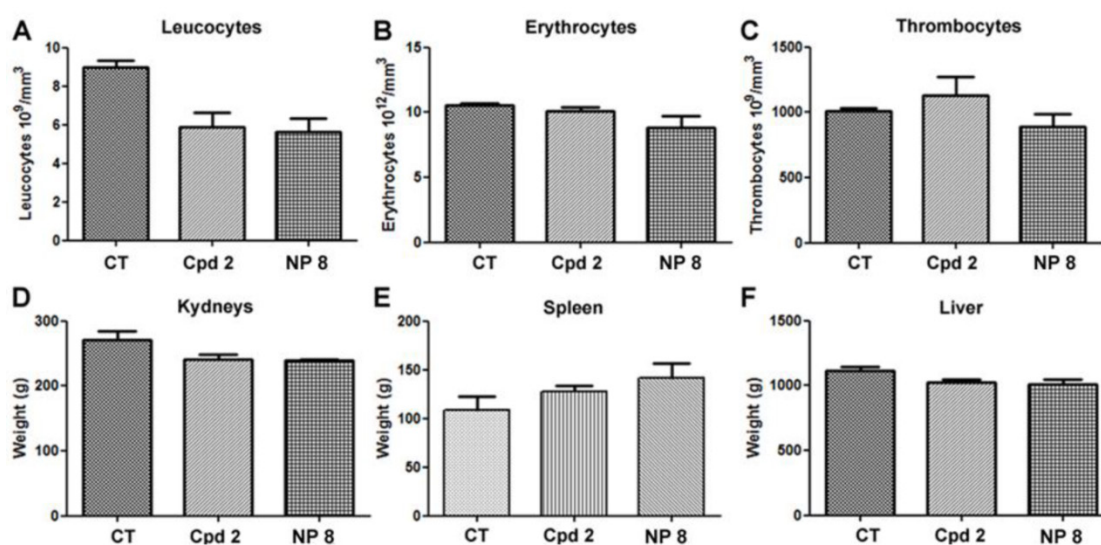 A
Leucocytes
Leucocytes 10⁹/mm³
10
8
6
4
2
0
CT Cpd 2 NP 8
B
Erythrocytes
Erythrocytes 10¹²/mm³
15
10
5
0
CT Cpd 2 NP 8
C
Thrombocytes
Thrombocytes 10⁹/mm³
1500
1000
500
0
CT Cpd 2 NP 8
D
Kydneys
Weight (g)
300
200
100
0
CT Cpd 2 NP 8
E
Spleen
Weight (g)
200
150
100
50
0
CT Cpd 2 NP 8
F
Liver
Weight (g)
1500
1000
500
0
CT Cpd 2 NP 8